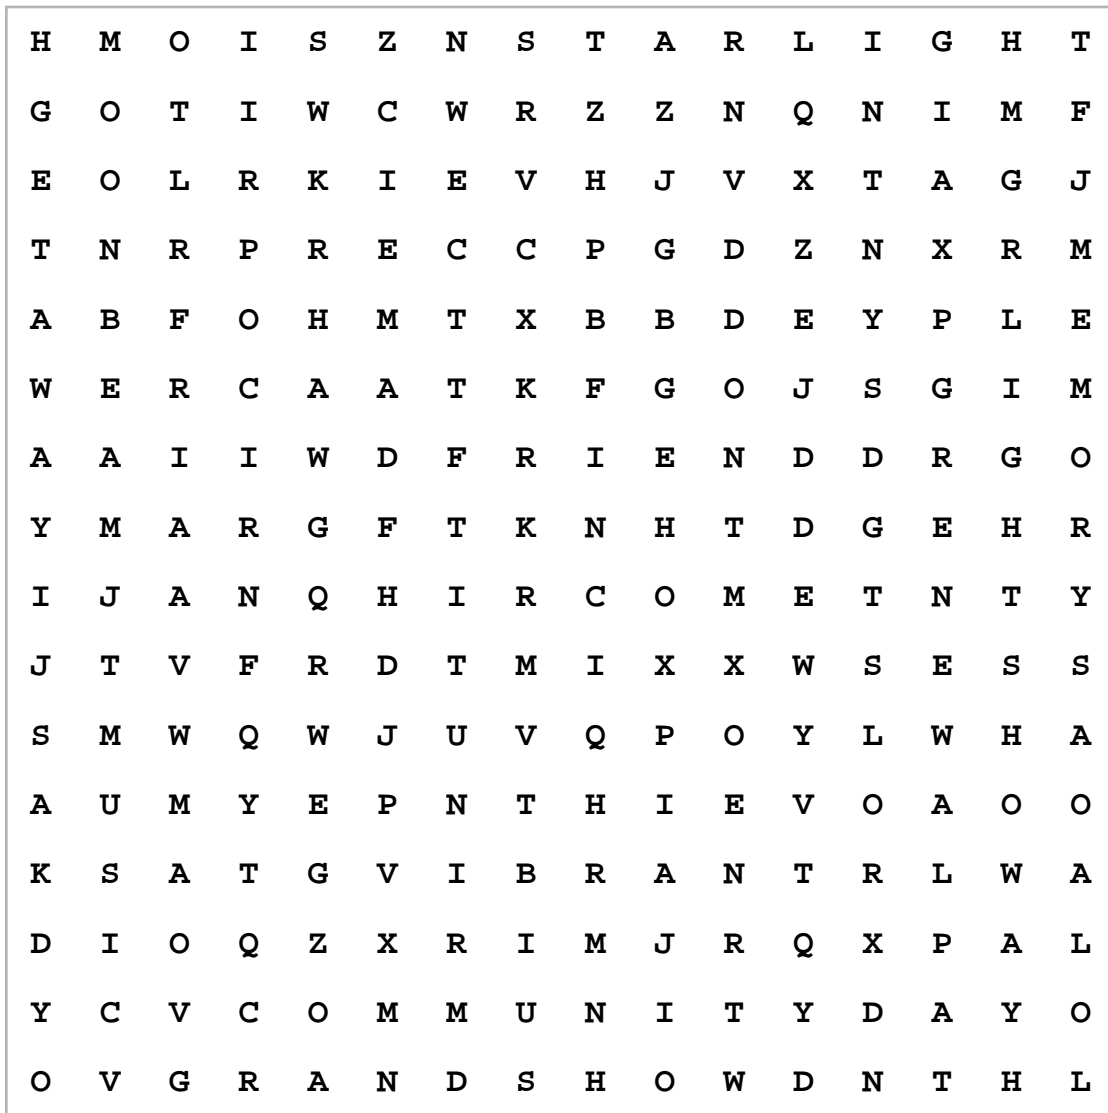 H M O I S Z N S T A R L I G H T
G O T I W C W R Z Z N Q N I M F
E O L R K I E V H J V X T A G J
T N R P R E C C P G D Z N X R M
A B F O H M T X B B D E Y P L E
W E R C A A T K F G O J S G I M
A A I I W D F R I E N D D R G O
Y M A R G F T K N H T D G E H R
I J A N Q H I R C O M E T N T Y
J T V F R D T M I X X W S E S S
S M W Q W J U V Q P O Y L W H A
A U M Y E P N T H I E V O A O O
K S A T G V I B R A N T R L W A
D I O Q Z X R I M J R Q X P A L
Y C V C O M M U N I T Y D A Y O
O V G R A N D S H O W D N T H L